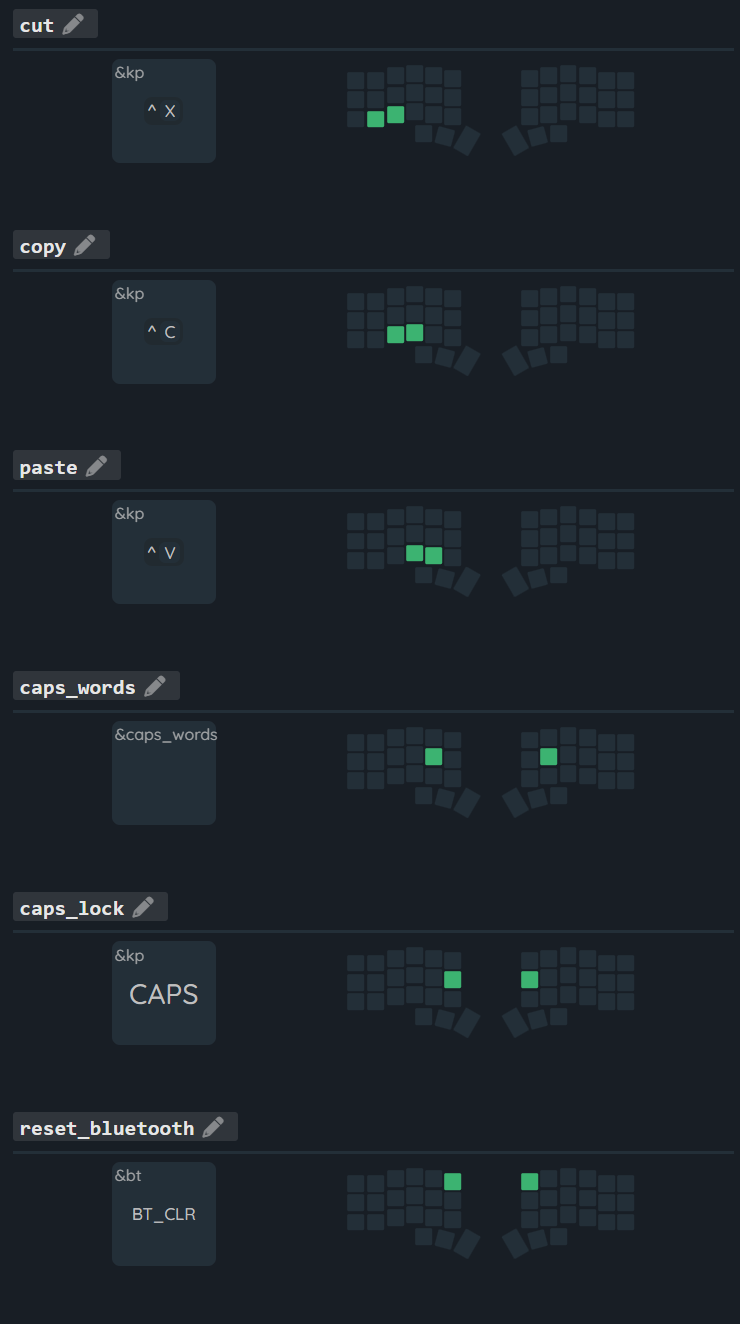 cut
&kp
^ X
copy
&kp
^ C
paste
&kp
^ V
caps_words
&caps_words
caps_lock
&kp
CAPS
reset_bluetooth
&bt
BT_CLR